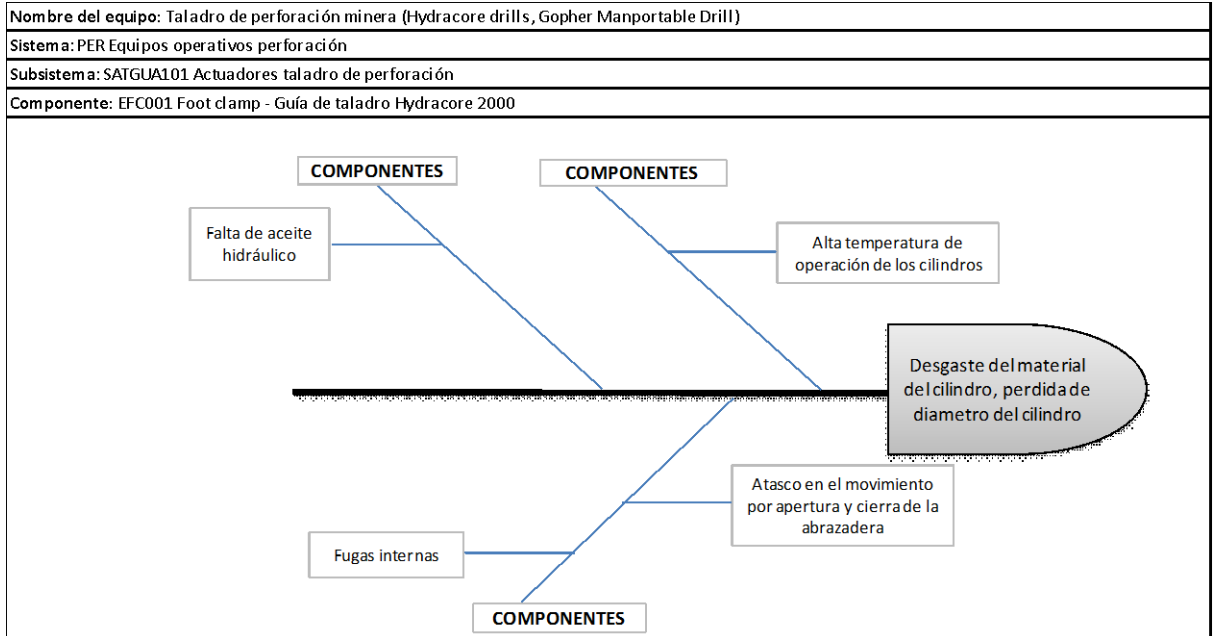 Nombre del equipo: Taladro de perforación minera (Hydracore drills, Gopher Manportable Drill)
Sistema: PER Equipos operativos perforación
Subsistema: SATGUA101 Actuadores taladro de perforación
Componente: EFC001 Foot clamp - Guía de taladro Hydracore 2000
COMPONENTES
COMPONENTES
Falta de aceite
hidráulico
Alta temperatura de
operación de los cilindros
Desgaste del material
del cilindro, perdida de
diametro del cilindro
Atasco en el movimiento
por apertura y cierra de la
abrazadera
Fugas internas
COMPONENTES